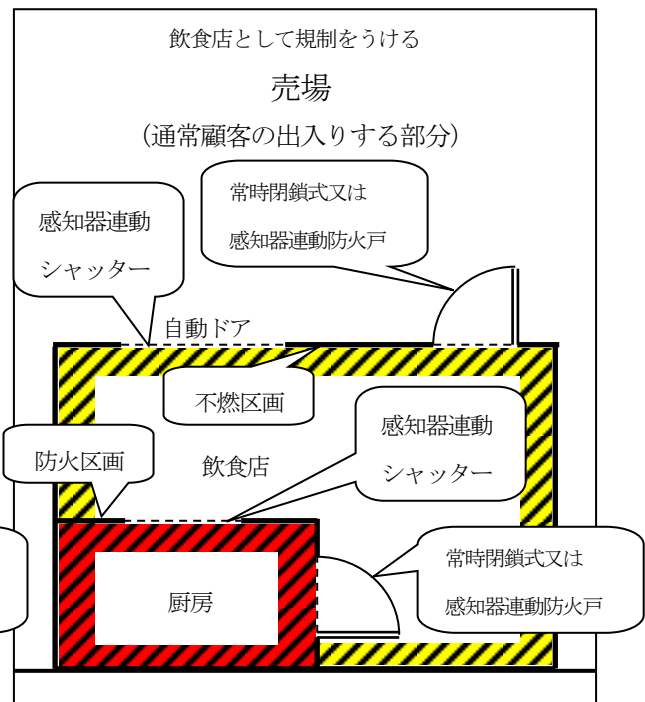 飲食店として規制をうける
売場
（通常顧客の出入りする部分）
常時閉鎖式又は
感知器連動防火戸
感知器連動
シャッター
自動ドア
不燃区画
感知器連動
シャッター
防火区画
飲食店
常時閉鎖式又は
感知器連動防火戸
厨房